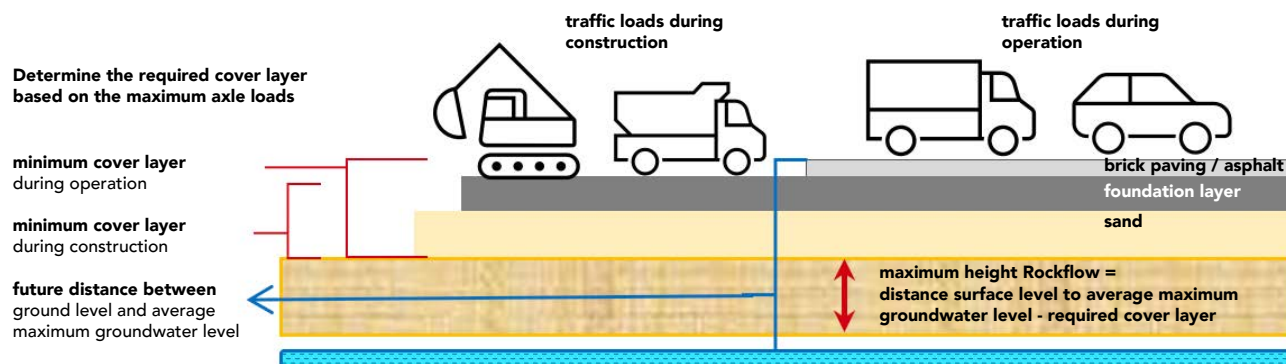 traffic loads during
construction
traffic loads during
operation
Determine the required cover layer
based on the maximum axle loads
minimum cover layer
during operation
minimum cover layer
during construction
future distance between
ground level and average
maximum groundwater level
brick paving / asphalt
foundation layer
sand
maximum height Rockflow =
distance surface level to average maximum
groundwater level - required cover layer